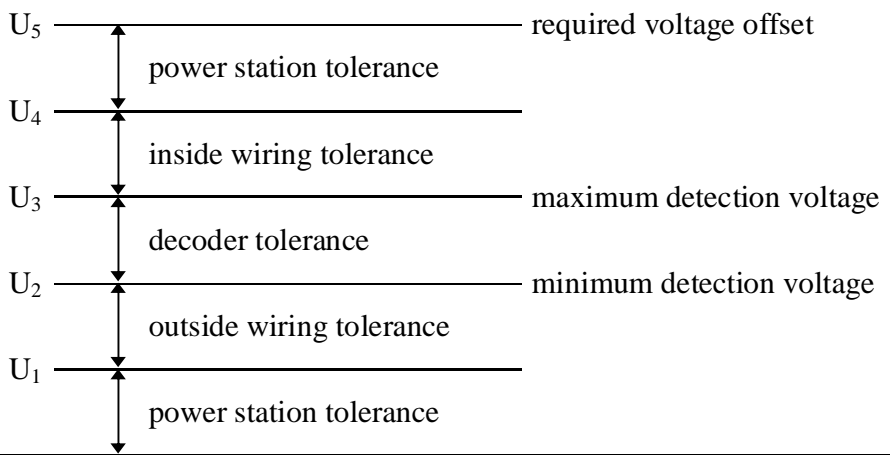 U5 required voltage offset
power station tolerance
U4
inside wiring tolerance
U3 maximum detection voltage
decoder tolerance
U2 minimum detection voltage
outside wiring tolerance
U1
power station tolerance